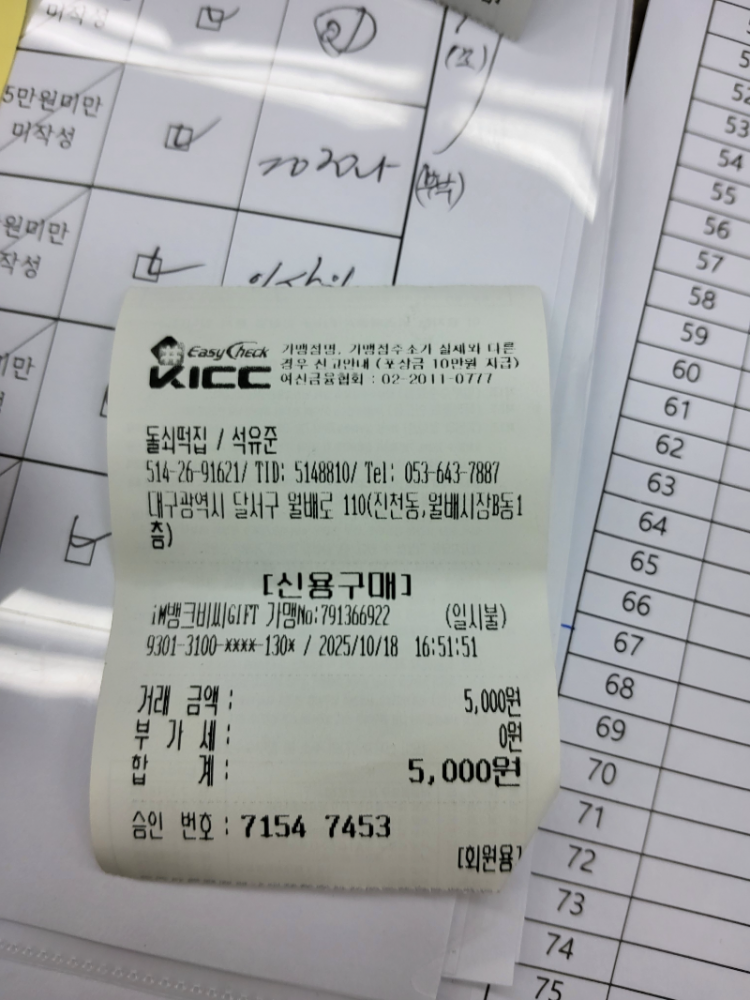 미작성
5만원미만
미작성
(부산)
원미만
작성
미만
EasyCheck
KICC
가맹점명, 가맹점주소가 실제와 다른
경우 신고안내 (포상금 10만원 지급)
여신금융협회 : 02-2011-0777
돌쇠떡집 / 석유준
514-26-91621/ TID: 5148810/ Tel: 053-643-7887
대구광역시 달서구 월배로 110(진천동,월배시장B동1
층)
[신용구매]
iM뱅크비씨GIFT 가맹No:791366922 (일시불)
9301-3100-****-130* / 2025/10/18 16:51:51
거래 금액 : 5,000원
부 가 세 : 0원
합 계 : 5,000원
승인 번호 : 7154 7453
[회원용]
52
53
54
55
56
57
58
59
60
61
62
63
64
65
66
67
68
69
70
71
72
73
74
75